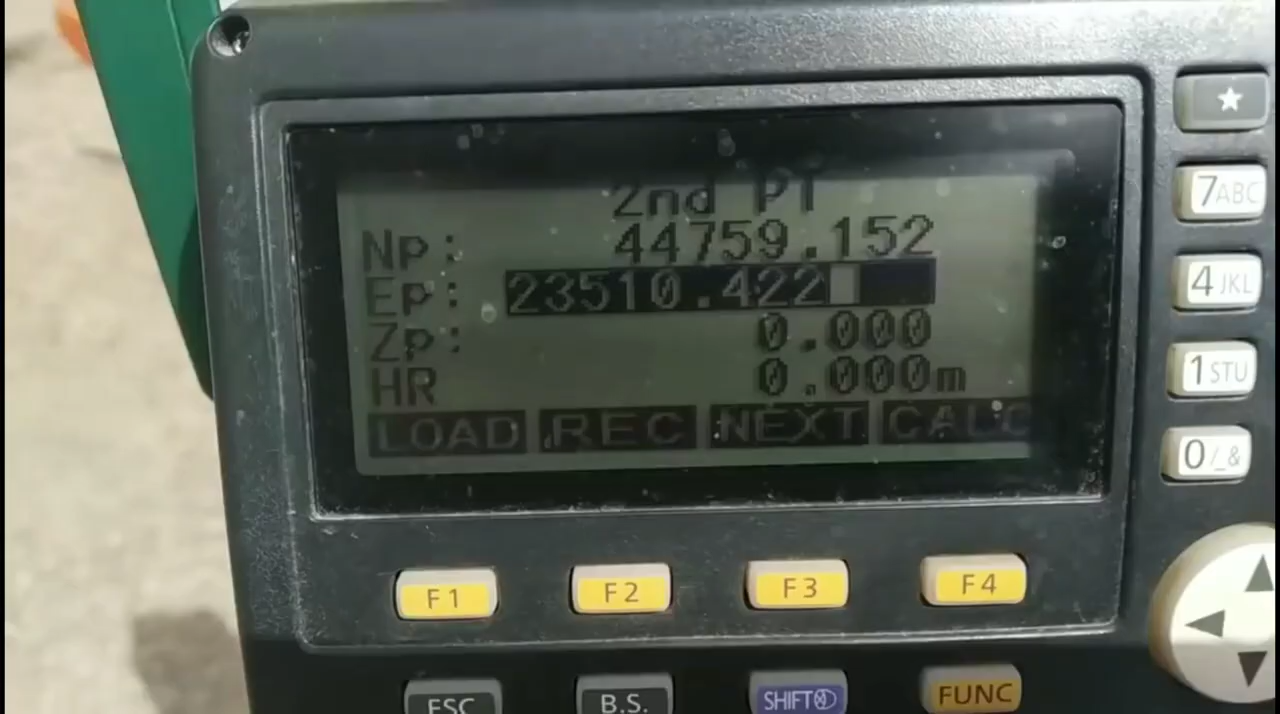 2nd PT
Np: 44759.152
Ep: 23510.422
Zp: 0.000
HR 0.000m
LOAD REC NEXT CALC
★
7ABC
4JKL
1STU
0/_&
F1 F2 F3 F4
ESC B.S. SHIFT FUNC